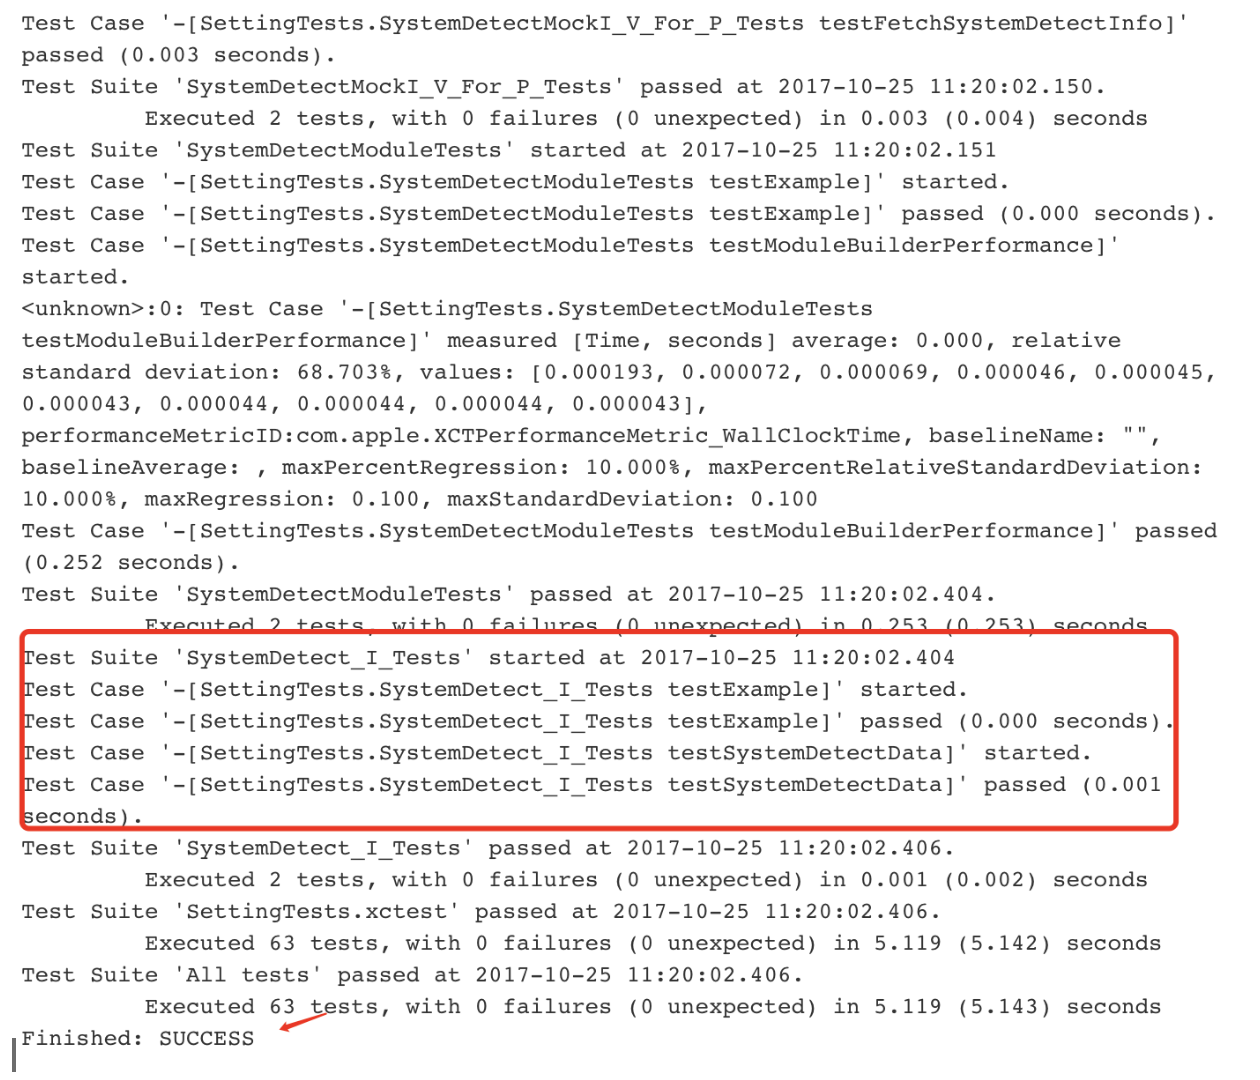 Test Case '-[SettingTests.SystemDetectMockI_V_For_P_Tests testFetchSystemDetectInfo]'
passed (0.003 seconds).
Test Suite 'SystemDetectMockI_V_For_P_Tests' passed at 2017-10-25 11:20:02.150.
Executed 2 tests, with 0 failures (0 unexpected) in 0.003 (0.004) seconds
Test Suite 'SystemDetectModuleTests' started at 2017-10-25 11:20:02.151
Test Case '-[SettingTests.SystemDetectModuleTests testExample]' started.
Test Case '-[SettingTests.SystemDetectModuleTests testExample]' passed (0.000 seconds).
Test Case '-[SettingTests.SystemDetectModuleTests testModuleBuilderPerformance]'
started.
<unknown>:0: Test Case '-[SettingTests.SystemDetectModuleTests
testModuleBuilderPerformance]' measured [Time, seconds] average: 0.000, relative
standard deviation: 68.703%, values: [0.000193, 0.000072, 0.000069, 0.000046, 0.000045,
0.000043, 0.000044, 0.000044, 0.000044, 0.000043],
performanceMetricID:com.apple.XCTPerformanceMetric_WallClockTime, baselineName: "",
baselineAverage: , maxPercentRegression: 10.000%, maxPercentRelativeStandardDeviation:
10.000%, maxRegression: 0.100, maxStandardDeviation: 0.100
Test Case '-[SettingTests.SystemDetectModuleTests testModuleBuilderPerformance]' passed
(0.252 seconds).
Test Suite 'SystemDetectModuleTests' passed at 2017-10-25 11:20:02.404.
Executed 2 tests, with 0 failures (0 unexpected) in 0.253 (0.253) seconds
Test Suite 'SystemDetect_I_Tests' started at 2017-10-25 11:20:02.404
Test Case '-[SettingTests.SystemDetect_I_Tests testExample]' started.
Test Case '-[SettingTests.SystemDetect_I_Tests testExample]' passed (0.000 seconds).
Test Case '-[SettingTests.SystemDetect_I_Tests testSystemDetectData]' started.
Test Case '-[SettingTests.SystemDetect_I_Tests testSystemDetectData]' passed (0.001
seconds).
Test Suite 'SystemDetect_I_Tests' passed at 2017-10-25 11:20:02.406.
Executed 2 tests, with 0 failures (0 unexpected) in 0.001 (0.002) seconds
Test Suite 'SettingTests.xctest' passed at 2017-10-25 11:20:02.406.
Executed 63 tests, with 0 failures (0 unexpected) in 5.119 (5.142) seconds
Test Suite 'All tests' passed at 2017-10-25 11:20:02.406.
Executed 63 tests, with 0 failures (0 unexpected) in 5.119 (5.143) seconds
Finished: SUCCESS